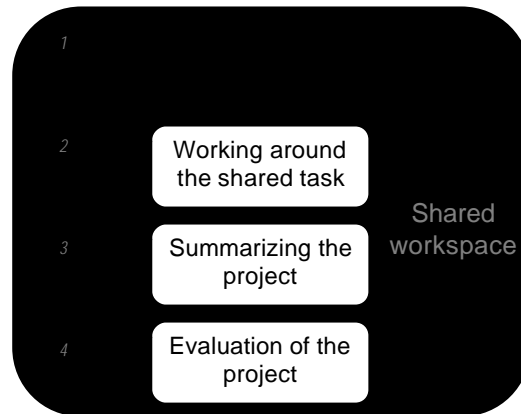 1
2
Working around
the shared task
Shared
workspace
3
Summarizing the
project
4
Evaluation of the
project